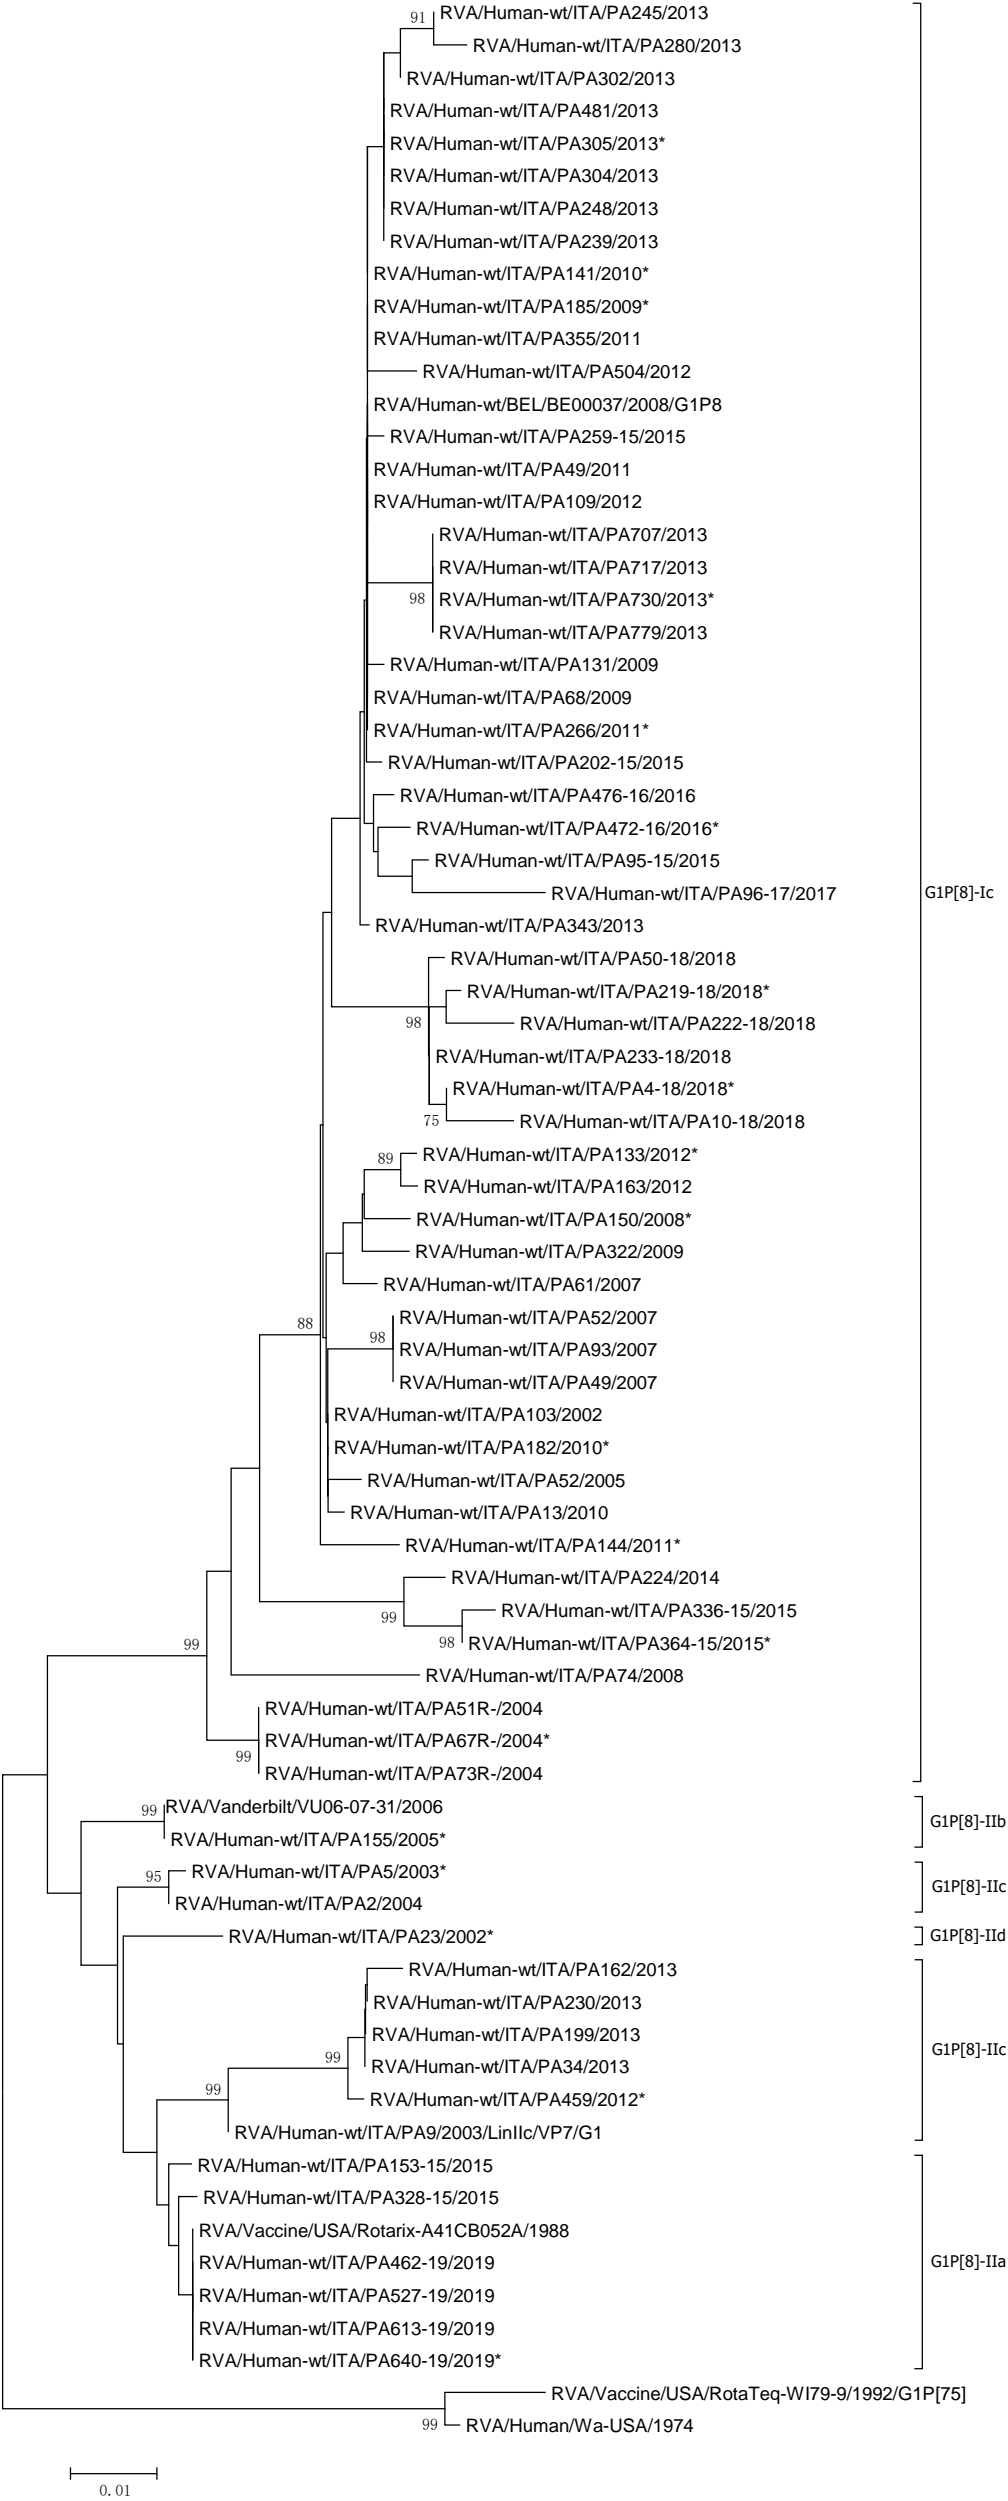 91
RVA/Human-wt/ITA/PA245/2013
RVA/Human-wt/ITA/PA280/2013
RVA/Human-wt/ITA/PA302/2013
RVA/Human-wt/ITA/PA481/2013
RVA/Human-wt/ITA/PA305/2013*
RVA/Human-wt/ITA/PA304/2013
RVA/Human-wt/ITA/PA248/2013
RVA/Human-wt/ITA/PA239/2013
RVA/Human-wt/ITA/PA141/2010*
RVA/Human-wt/ITA/PA185/2009*
RVA/Human-wt/ITA/PA355/2011
RVA/Human-wt/ITA/PA504/2012
RVA/Human-wt/BEL/BE00037/2008/G1P8
RVA/Human-wt/ITA/PA259-15/2015
RVA/Human-wt/ITA/PA49/2011
RVA/Human-wt/ITA/PA109/2012
RVA/Human-wt/ITA/PA707/2013
RVA/Human-wt/ITA/PA717/2013
98
RVA/Human-wt/ITA/PA730/2013*
RVA/Human-wt/ITA/PA779/2013
RVA/Human-wt/ITA/PA131/2009
RVA/Human-wt/ITA/PA68/2009
RVA/Human-wt/ITA/PA266/2011*
RVA/Human-wt/ITA/PA202-15/2015
RVA/Human-wt/ITA/PA476-16/2016
RVA/Human-wt/ITA/PA472-16/2016*
RVA/Human-wt/ITA/PA95-15/2015
RVA/Human-wt/ITA/PA96-17/2017
G1P[8]-Ic
RVA/Human-wt/ITA/PA343/2013
RVA/Human-wt/ITA/PA50-18/2018
RVA/Human-wt/ITA/PA219-18/2018*
98
RVA/Human-wt/ITA/PA222-18/2018
RVA/Human-wt/ITA/PA233-18/2018
RVA/Human-wt/ITA/PA4-18/2018*
75
RVA/Human-wt/ITA/PA10-18/2018
89
RVA/Human-wt/ITA/PA133/2012*
RVA/Human-wt/ITA/PA163/2012
RVA/Human-wt/ITA/PA150/2008*
RVA/Human-wt/ITA/PA322/2009
RVA/Human-wt/ITA/PA61/2007
88
RVA/Human-wt/ITA/PA52/2007
98
RVA/Human-wt/ITA/PA93/2007
RVA/Human-wt/ITA/PA49/2007
RVA/Human-wt/ITA/PA103/2002
RVA/Human-wt/ITA/PA182/2010*
RVA/Human-wt/ITA/PA52/2005
RVA/Human-wt/ITA/PA13/2010
RVA/Human-wt/ITA/PA144/2011*
RVA/Human-wt/ITA/PA224/2014
99
RVA/Human-wt/ITA/PA336-15/2015
98
RVA/Human-wt/ITA/PA364-15/2015*
99
RVA/Human-wt/ITA/PA74/2008
RVA/Human-wt/ITA/PA51R-/2004
RVA/Human-wt/ITA/PA67R-/2004*
99
RVA/Human-wt/ITA/PA73R-/2004
99
RVA/Vanderbilt/VU06-07-31/2006
G1P[8]-IIb
RVA/Human-wt/ITA/PA155/2005*
95
RVA/Human-wt/ITA/PA5/2003*
G1P[8]-IIc
RVA/Human-wt/ITA/PA2/2004
RVA/Human-wt/ITA/PA23/2002*
G1P[8]-IId
RVA/Human-wt/ITA/PA162/2013
RVA/Human-wt/ITA/PA230/2013
RVA/Human-wt/ITA/PA199/2013
G1P[8]-IIc
99
RVA/Human-wt/ITA/PA34/2013
99
RVA/Human-wt/ITA/PA459/2012*
RVA/Human-wt/ITA/PA9/2003/LinIIc/VP7/G1
RVA/Human-wt/ITA/PA153-15/2015
RVA/Human-wt/ITA/PA328-15/2015
RVA/Vaccine/USA/Rotarix-A41CB052A/1988
RVA/Human-wt/ITA/PA462-19/2019
G1P[8]-IIa
RVA/Human-wt/ITA/PA527-19/2019
RVA/Human-wt/ITA/PA613-19/2019
RVA/Human-wt/ITA/PA640-19/2019*
RVA/Vaccine/USA/RotaTeq-WI79-9/1992/G1P[75]
99
RVA/Human/Wa-USA/1974
0.01